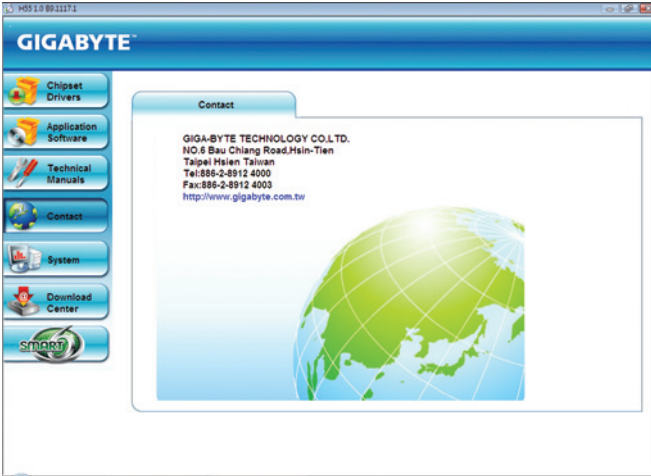 H55 1.0 B9.1117.1
GIGABYTE™
Chipset
Drivers
Application
Software
Technical
Manuals
Contact
System
Download
Center
SMART
Contact
GIGA-BYTE TECHNOLOGY CO.LTD.
NO.6 Bau Chiang Road,Hsin-Tien
Taipei Hsien Taiwan
Tel:886-2-8912 4000
Fax:886-2-8912 4003
http://www.gigabyte.com.tw